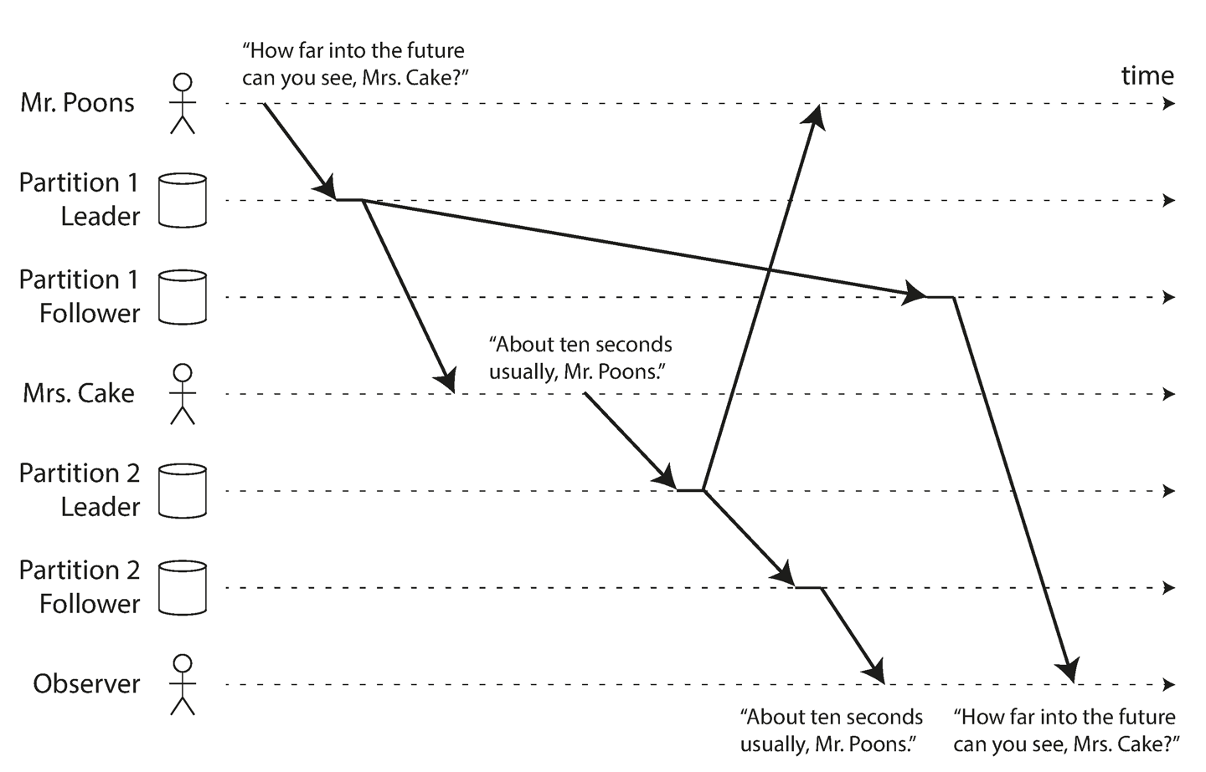 “How far into the future
can you see, Mrs. Cake?”
time
Mr. Poons
Partition 1
Leader
Partition 1
Follower
“About ten seconds
usually, Mr. Poons.”
Mrs. Cake
Partition 2
Leader
Partition 2
Follower
Observer
“About ten seconds
usually, Mr. Poons.”
“How far into the future
can you see, Mrs. Cake?”